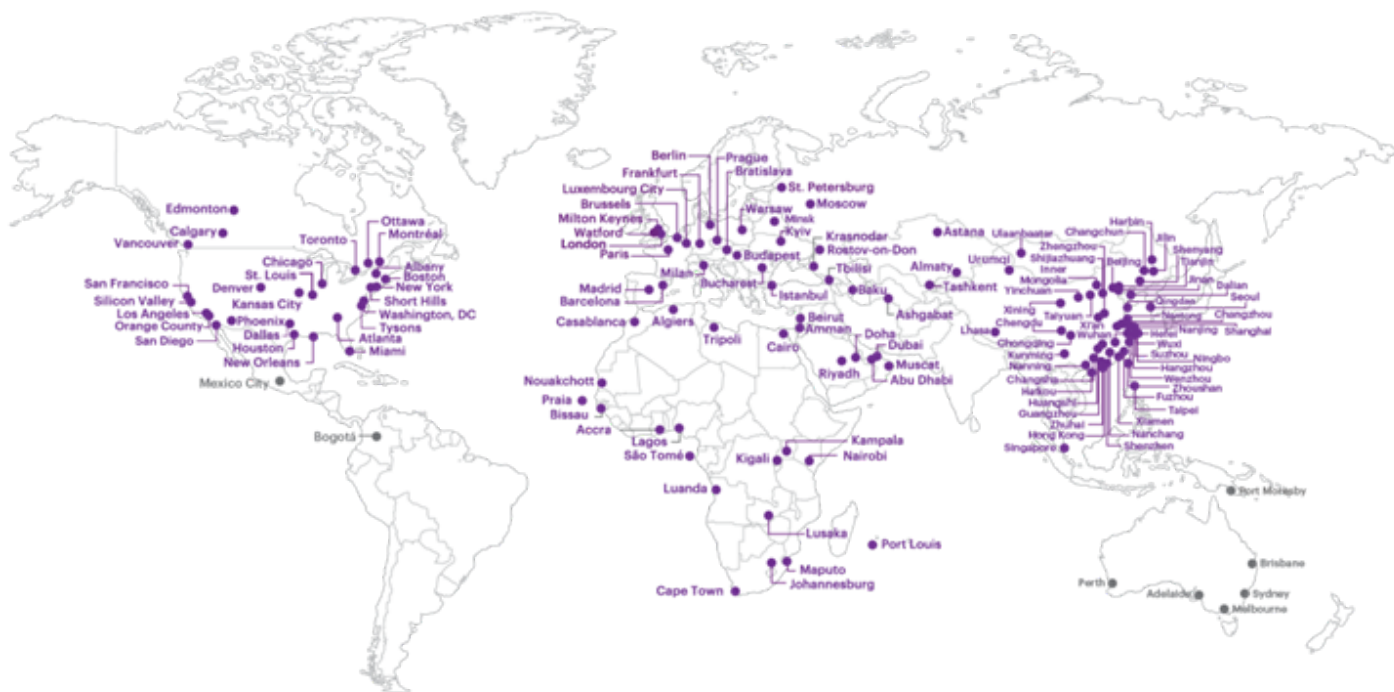 Edmonton
Calgary
Vancouver
Ottawa
Montréal
Toronto
Chicago
St. Louis
Denver
Kansas City
Albany
Boston
New York
Short Hills
Washington, DC
Tysons
San Francisco
Silicon Valley
Los Angeles
Orange County
San Diego
Phoenix
Dallas
Houston
New Orleans
Atlanta
Miami
Mexico City
Bogotá
Berlin
Prague
Frankfurt
Bratislava
Luxembourg City
Brussels
Milton Keynes
Watford
London
Paris
St. Petersburg
Moscow
Warsaw
Minsk
Kyiv
Budapest
Krasnodar
Rostov-on-Don
Milan
Bucharest
Tbilisi
Madrid
Barcelona
Istanbul
Baku
Casablanca
Algiers
Tripoli
Cairo
Beirut
Amman
Ashgabat
Doha
Dubai
Riyadh
Muscat
Abu Dhabi
Nouakchott
Praia
Bissau
Accra
Lagos
São Tomé
Kampala
Kigali
Nairobi
Luanda
Lusaka
Port Louis
Maputo
Johannesburg
Cape Town
Astana
Almaty
Tashkent
Ulaanbaatar
Urumqi
Harbin
Changchun
Jilin
Zhengzhou
Shenyang
Shijiazhuang
Beijing
Tianjin
Inner
Mongolia
Jinan
Yinchuan
Dalian
Xining
Taiyuan
Qingdao
Seoul
Lhasa
Chengdu
Xi'an
Nantong
Changzhou
Chongqing
Wuhan
Hefei
Nanjing
Shanghai
Kunming
Wuxi
Suzhou
Ningbo
Nanning
Hangzhou
Changsha
Wenzhou
Haikou
Zhoushan
Huangshi
Fuzhou
Guangzhou
Taipei
Zhuhai
Xiamen
Hong Kong
Nanchang
Singapore
Shenzhen
Port Moresby
Brisbane
Perth
Adelaide
Sydney
Melbourne